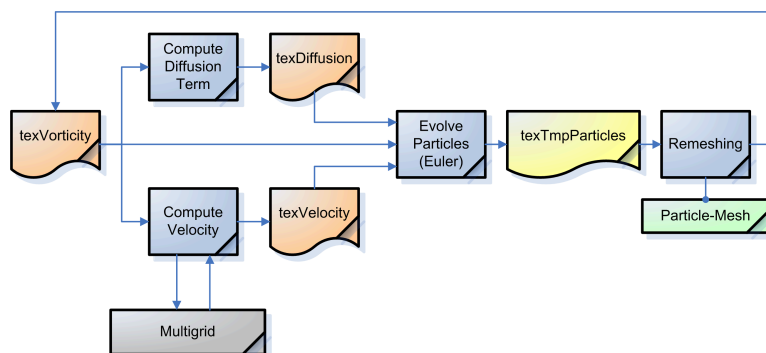 Compute
Diffusion
Term
texDiffusion
texVorticity
Evolve
Particles
(Euler)
texTmpParticles
Remeshing
Compute
Velocity
texVelocity
Particle-Mesh
Multigrid